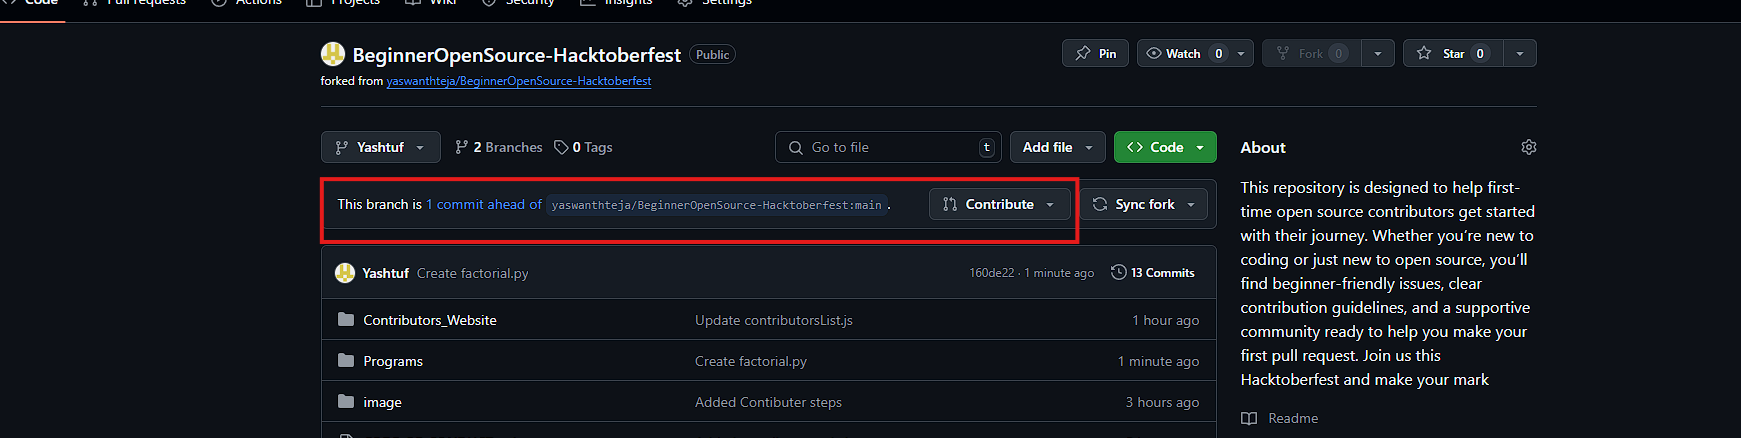 Code Pull requests Actions Projects Wiki Security Insights Settings
BeginnerOpenSource-Hacktoberfest Public Pin Watch 0 Fork 0 Star 0
forked from yaswanthteja/BeginnerOpenSource-Hacktoberfest
Yashtuf 2 Branches 0 Tags Go to file t Add file Code
This branch is 1 commit ahead of yaswanthteja/BeginnerOpenSource-Hacktoberfest:main. Contribute Sync fork
Yashtuf Create factorial.py 160de22 · 1 minute ago 13 Commits
Contributors_Website Update contributorsList.js 1 hour ago
Programs Create factorial.py 1 minute ago
image Added Contibuter steps 3 hours ago
About
This repository is designed to help first-
time open source contributors get started
with their journey. Whether you’re new to
coding or just new to open source, you’ll
find beginner-friendly issues, clear
contribution guidelines, and a supportive
community ready to help you make your
first pull request. Join us this
Hacktoberfest and make your mark
Readme